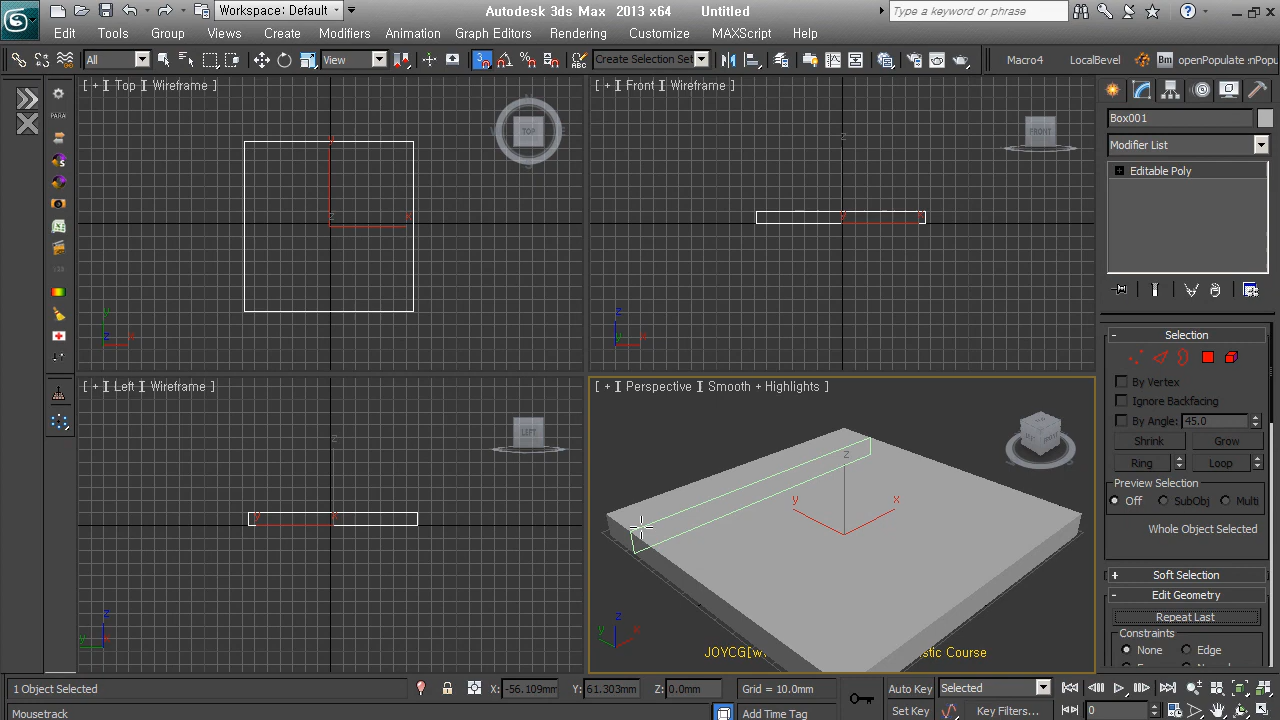 Workspace: Default
Autodesk 3ds Max 2013 x64 Untitled
Type a keyword or phrase
Edit Tools Group Views Create Modifiers Animation Graph Editors Rendering Customize MAXScript Help
All
View
3
Create Selection Set
Macro4
LocalBevel
[ + ] Top ] Wireframe ]
[ + ] Front ] Wireframe ]
TOP
FRONT
PARA
Box001
Modifier List
Editable Poly
x
y
z
[ + ] Left ] Wireframe ]
[ + ] Perspective ] Smooth + Highlights ]
LEFT
Selection
By Vertex
Ignore Backfacing
By Angle: 45.0
Shrink Grow
Ring Loop
Preview Selection
Off SubObj Multi
Whole Object Selected
Soft Selection
Edit Geometry
Repeat Last
Constraints
None Edge
JOYCG[w
stic Course
1 Object Selected
X: -56.109mm Y: 61.303mm Z: 0.0mm
Grid = 10.0mm
Auto Key
Selected
Mousetrack
Add Time Tag
Set Key
Key Filters...
0